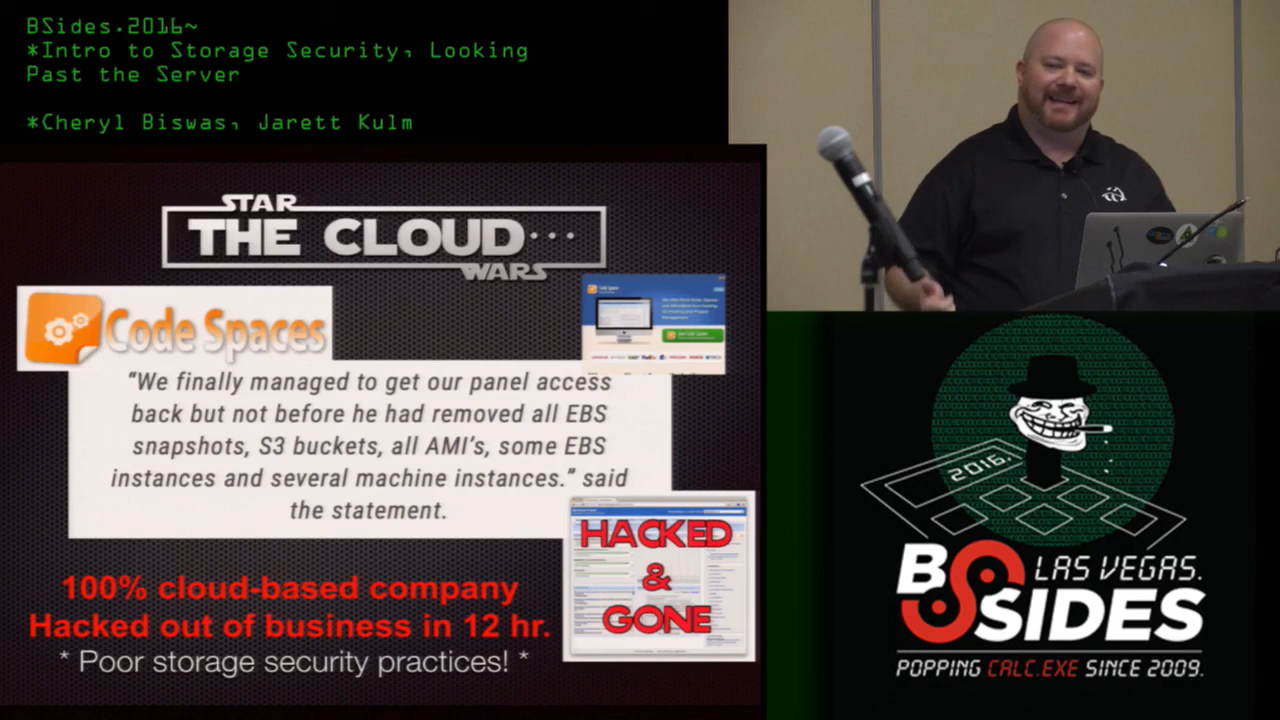 BSides.2016~
*Intro to Storage Security, Looking
Past the Server
*Cheryl Biswas, Jarett Kulm
STAR
THE CLOUD...
WARS
Code Spaces
Code Spaces
“We finally managed to get our panel access
back but not before he had removed all EBS
snapshots, S3 buckets, all AMI’s, some EBS
instances and several machine instances.” said
the statement.
HACKED
&
GONE
100% cloud-based company
Hacked out of business in 12 hr.
* Poor storage security practices! *
2016.
BSIDES
LAS VEGAS.
POPPING CALC.EXE SINCE 2009.